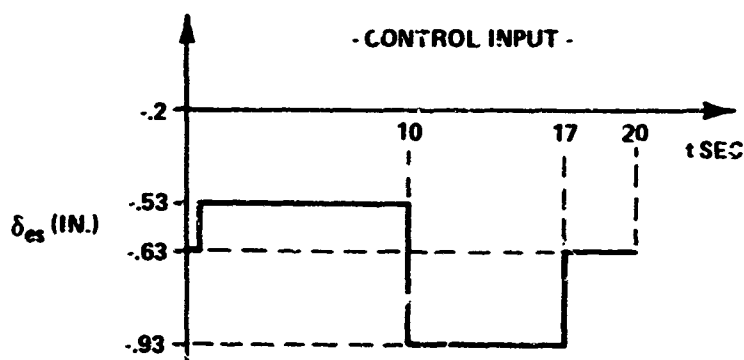 - CONTROL INPUT -
-.2
10 17 20
t SEC
-.53
δes (IN.)
-.63
-.93